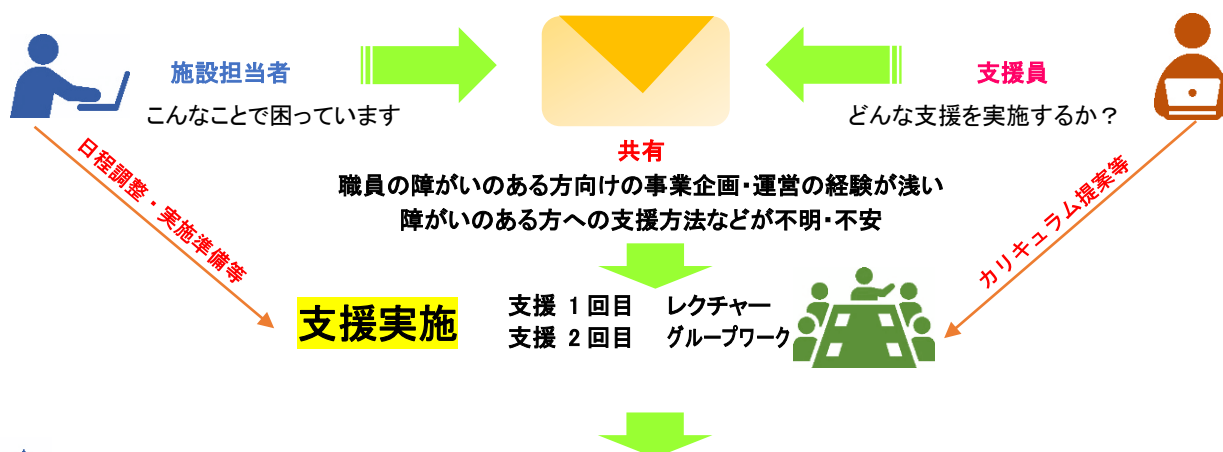 施設担当者
こんなことで困っています
支援員
どんな支援を実施するか？
共有
職員の障がいのある方向けの事業企画・運営の経験が浅い
障がいのある方への支援方法などが不明・不安
日程調整・実施準備等
カリキュラム提案等
支援実施
支援 1回目 レクチャー
支援 2回目 グループワーク